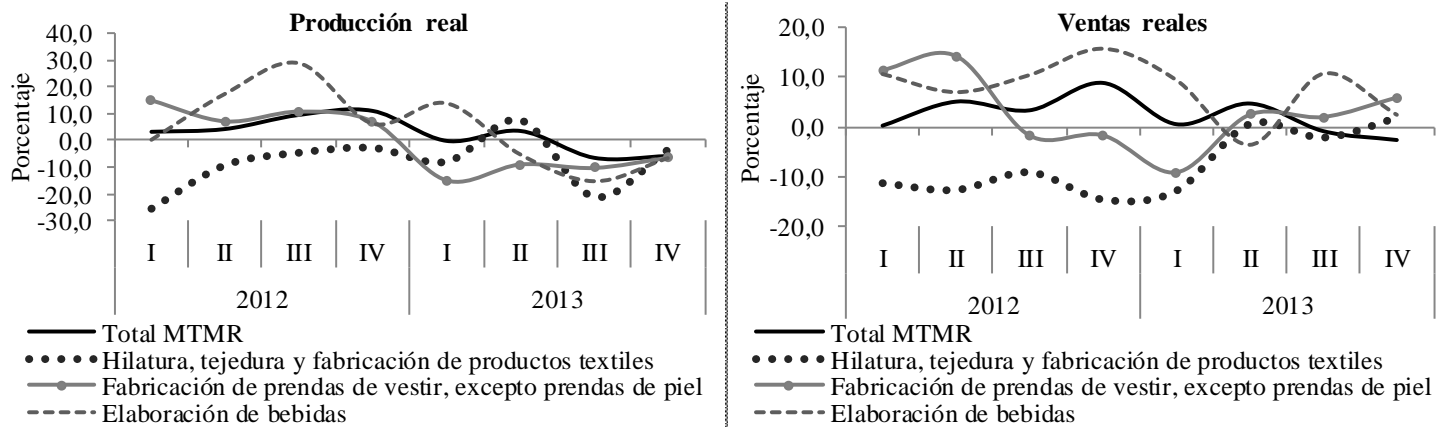 Producción real
Porcentaje
40,0
30,0
20,0
10,0
0,0
-10,0
-20,0
-30,0
I II III IV I II III IV
2012 2013
Total MTMR
Hilatura, tejedura y fabricación de productos textiles
Fabricación de prendas de vestir, excepto prendas de piel
Elaboración de bebidas
Ventas reales
Porcentaje
20,0
10,0
0,0
-10,0
-20,0
I II III IV I II III IV
2012 2013
Total MTMR
Hilatura, tejedura y fabricación de productos textiles
Fabricación de prendas de vestir, excepto prendas de piel
Elaboración de bebidas